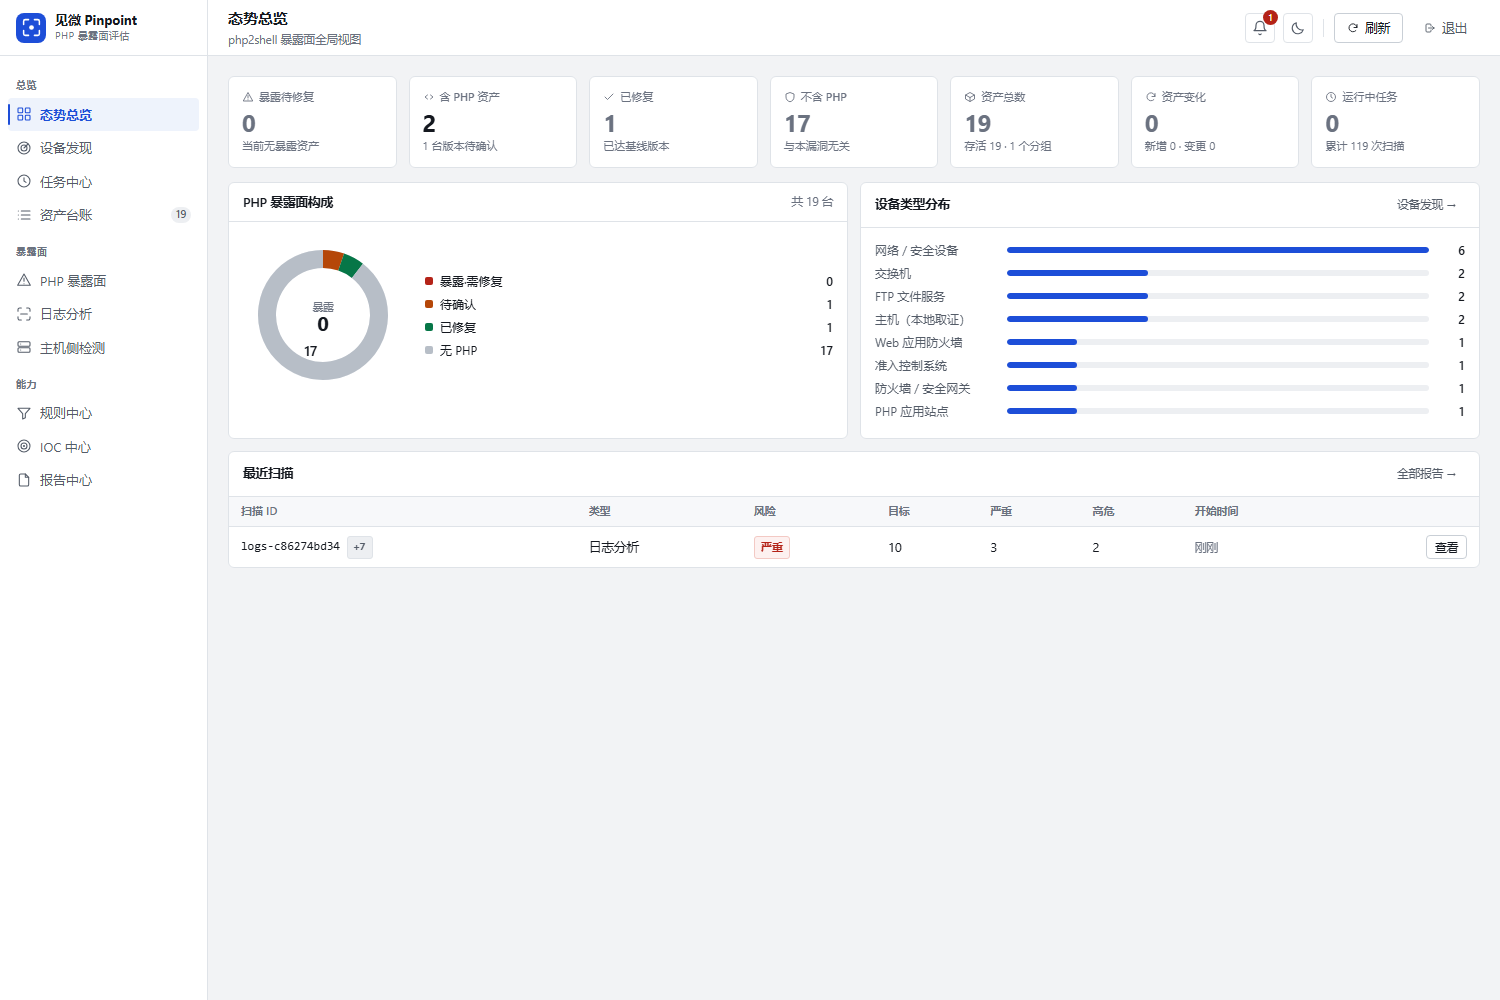 见微 Pinpoint
PHP 暴露面评估
总览
态势总览
设备发现
任务中心
资产台账 19
暴露面
PHP 暴露面
日志分析
主机侧检测
能力
规则中心
IOC 中心
报告中心
态势总览
php2shell 暴露面全局视图
1
刷新
退出
暴露待修复
0
当前无暴露资产
含 PHP 资产
2
1 台版本待确认
已修复
1
已达基线版本
不含 PHP
17
与本漏洞无关
资产总数
19
存活 19 · 1 个分组
资产变化
0
新增 0 · 变更 0
运行中任务
0
累计 119 次扫描
PHP 暴露面构成 共 19 台
暴露
0
17
暴露·需修复 0
待确认 1
已修复 1
无 PHP 17
设备类型分布 设备发现 →
网络 / 安全设备 6
交换机 2
FTP 文件服务 2
主机（本地取证） 2
Web 应用防火墙 1
准入控制系统 1
防火墙 / 安全网关 1
PHP 应用站点 1
最近扫描 全部报告 →
扫描 ID 类型 风险 目标 严重 高危 开始时间
logs-c86274bd34 +7 日志分析 严重 10 3 2 刚刚 查看